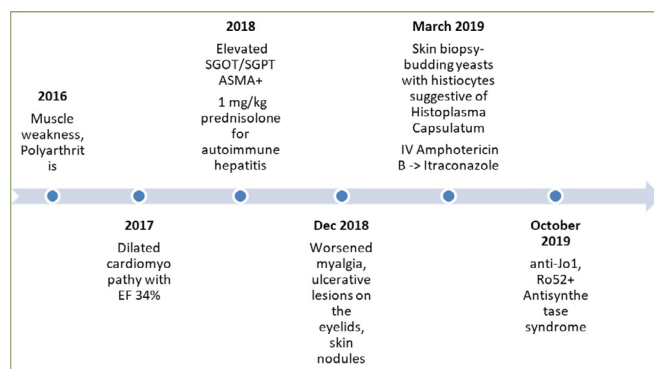 2016
Muscle
weakness,
Polyarthrit
is
2017
Dilated
cardiomyo
pathy with
EF 34%
2018
Elevated
SGOT/SGPT
ASMA+
1 mg/kg
prednisolone
for
autoimmune
hepatitis
Dec 2018
Worsened
myalgia,
ulcerative
lesions on
the
eyelids,
skin
nodules
March 2019
Skin biopsy-
budding yeasts
with histiocytes
suggestive of
Histoplasma
Capsulatum
IV Amphotericin
B -> Itraconazole
October
2019
anti-Jo1,
Ro52+
Antisynthe
tase
syndrome